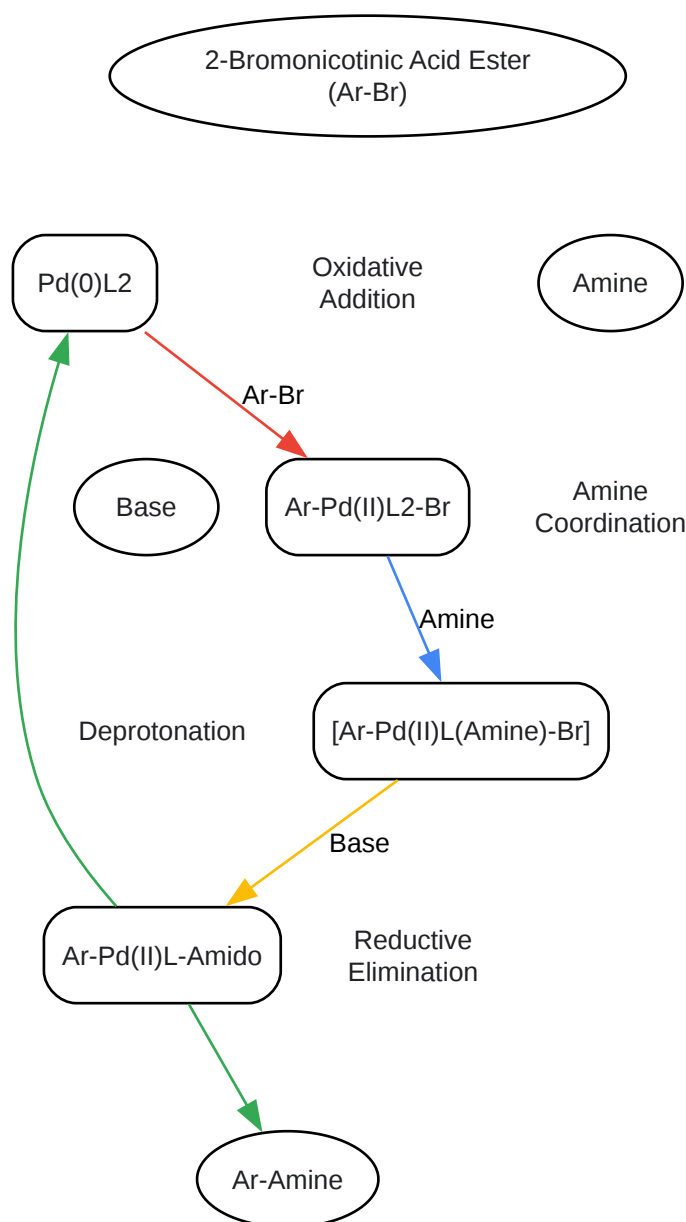 2-Bromonicotinic Acid Ester
(Ar-Br)
Pd(0)L2
Oxidative
Addition
Amine
Ar-Br
Base
Ar-Pd(II)L2-Br
Amine
Coordination
Amine
Deprotonation
[Ar-Pd(II)L(Amine)-Br]
Base
Ar-Pd(II)L-Amido
Reductive
Elimination
Ar-Amine